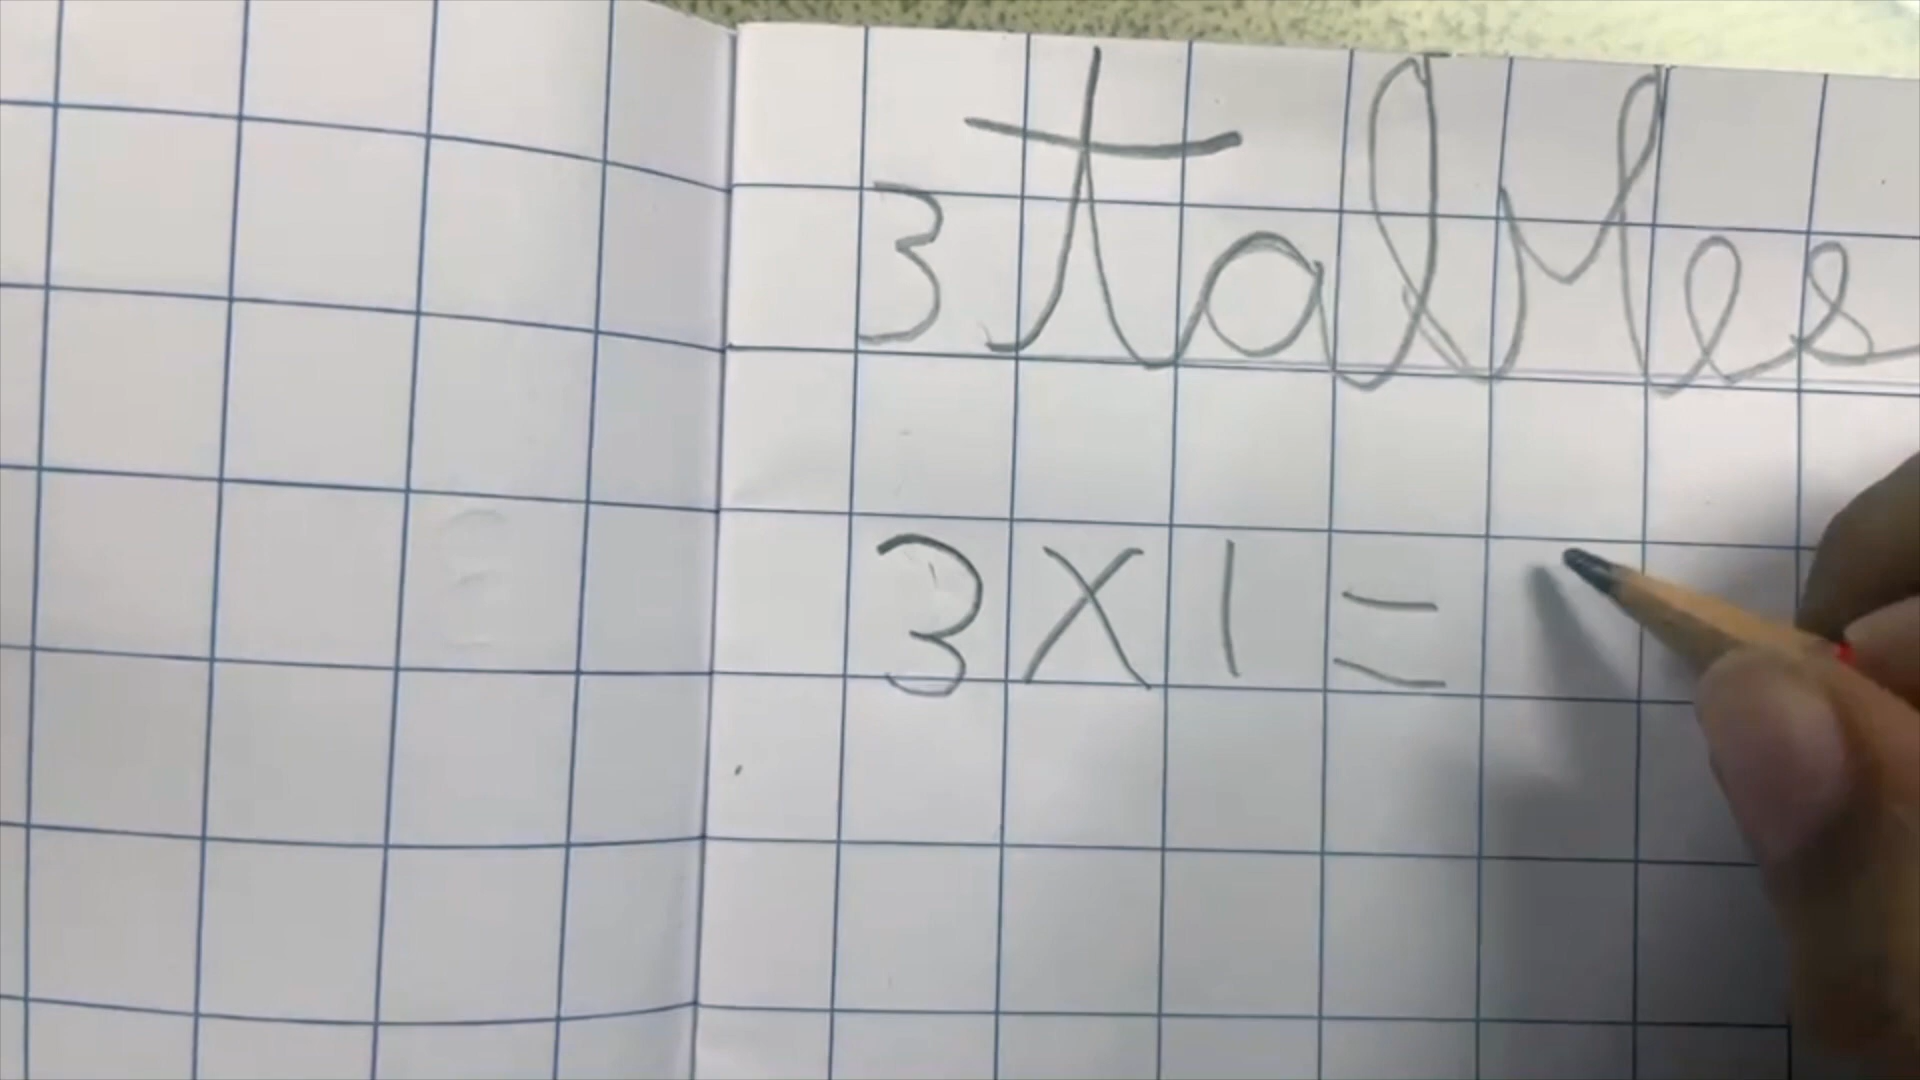 3 tables
3 X 1 =